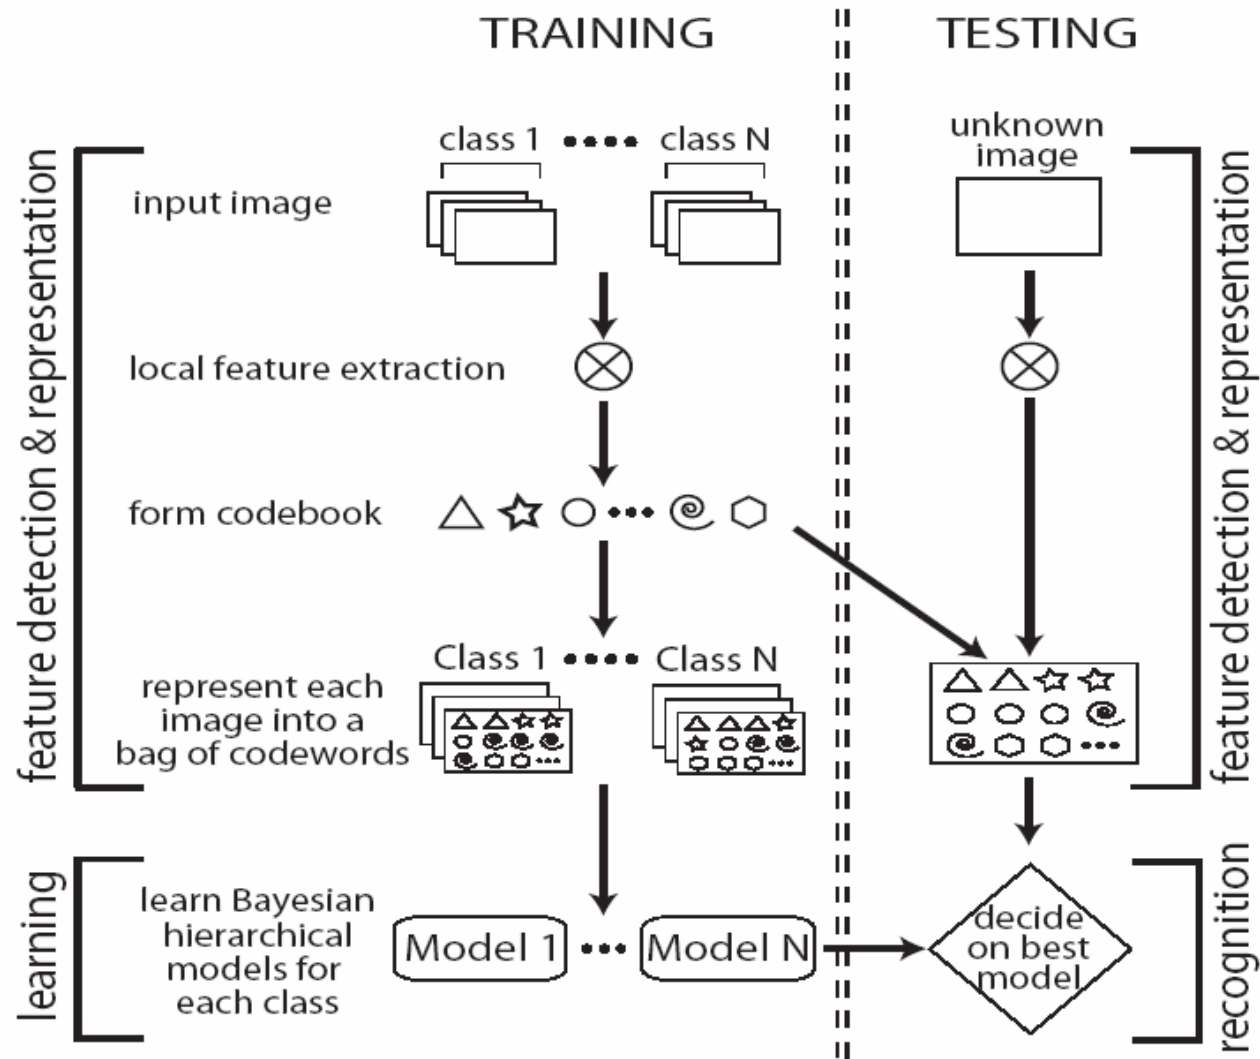 TRAINING
TESTING
feature detection & representation
class 1
class N
input image
local feature extraction
form codebook
Class 1
Class N
represent each
image into a
bag of codewords
learning
learn Bayesian
hierarchical
models for
each class
Model 1
Model N
unknown
image
feature detection & representation
decide
on best
model
recognition